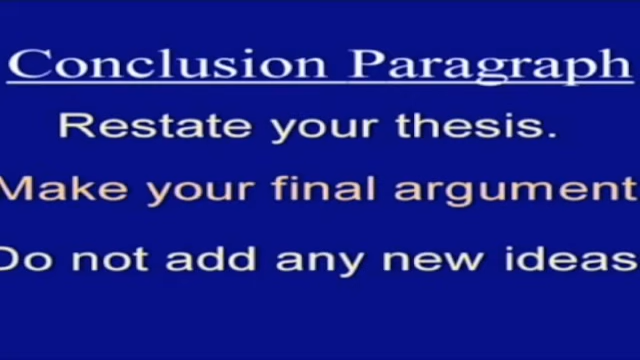 Conclusion Paragraph
Restate your thesis.
Make your final argument
Do not add any new ideas